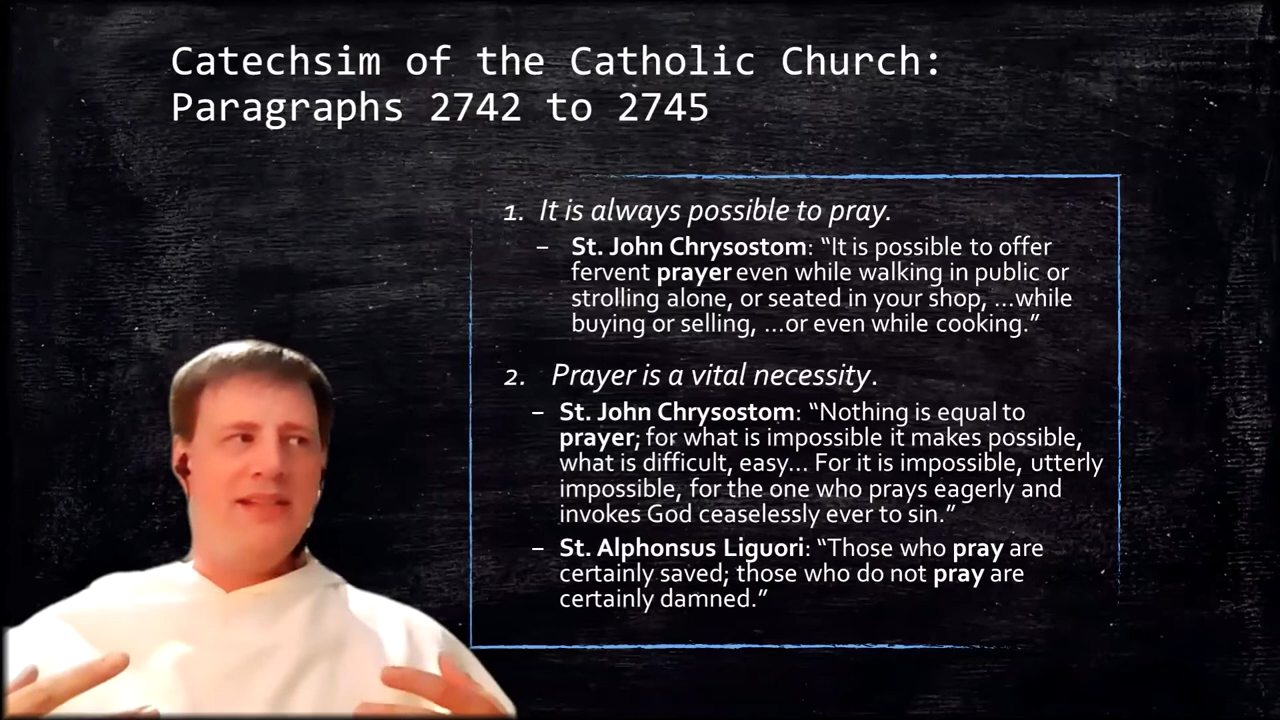 Catechsim of the Catholic Church:
Paragraphs 2742 to 2745
1. It is always possible to pray.
– St. John Chrysostom: “It is possible to offer
fervent prayer even while walking in public or
strolling alone, or seated in your shop, …while
buying or selling, …or even while cooking.”
2. Prayer is a vital necessity.
– St. John Chrysostom: “Nothing is equal to
prayer; for what is impossible it makes possible,
what is difficult, easy… For it is impossible, utterly
impossible, for the one who prays eagerly and
invokes God ceaselessly ever to sin.”
– St. Alphonsus Liguori: “Those who pray are
certainly saved; those who do not pray are
certainly damned.”